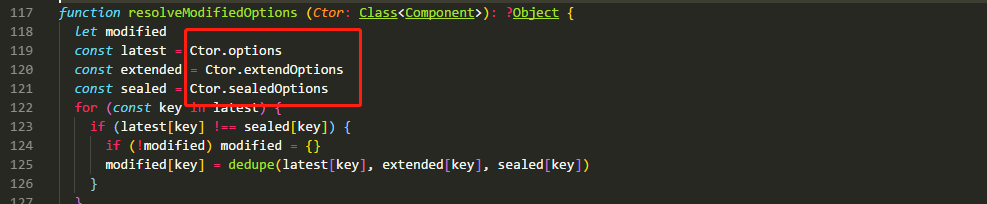 117 function resolveModifiedOptions (Ctor: Class<Component>): ?Object {
118 let modified
119 const latest = Ctor.options
120 const extended = Ctor.extendOptions
121 const sealed = Ctor.sealedOptions
122 for (const key in latest) {
123 if (latest[key] !== sealed[key]) {
124 if (!modified) modified = {}
125 modified[key] = dedupe(latest[key], extended[key], sealed[key])
126 }
127 }